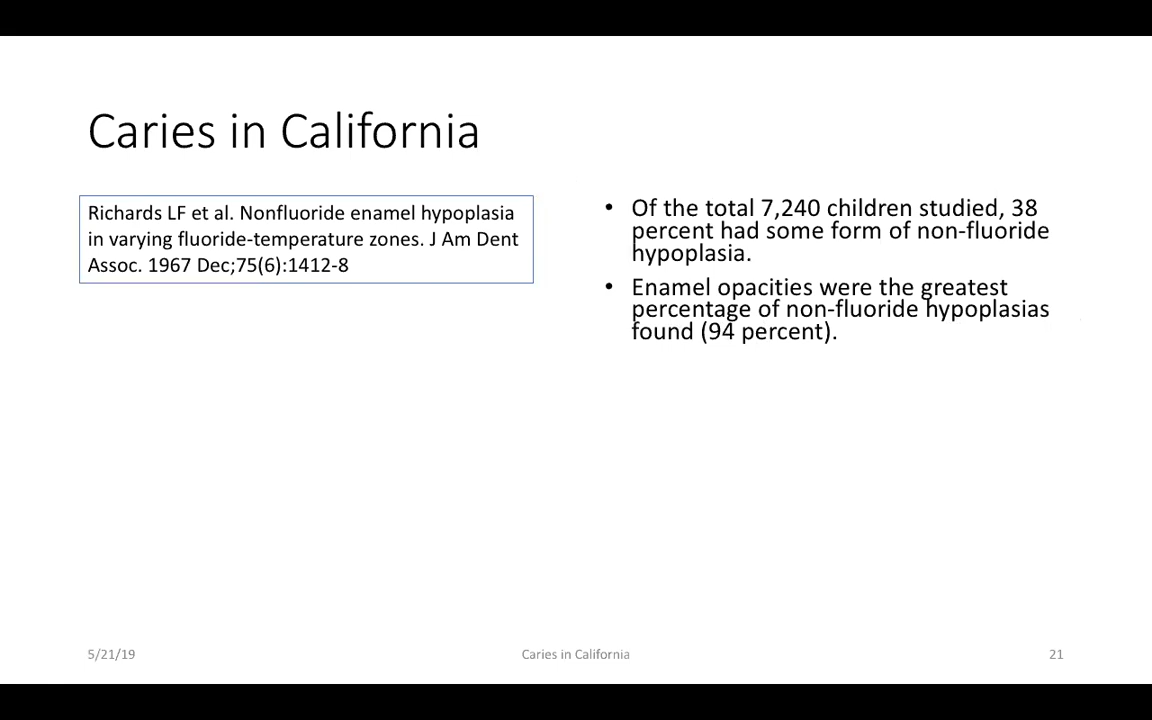 Caries in California
Richards LF et al. Nonfluoride enamel hypoplasia
in varying fluoride-temperature zones. J Am Dent
Assoc. 1967 Dec;75(6):1412-8
• Of the total 7,240 children studied, 38
percent had some form of non-fluoride
hypoplasia.
• Enamel opacities were the greatest
percentage of non-fluoride hypoplasias
found (94 percent).
5/21/19
Caries in California
21